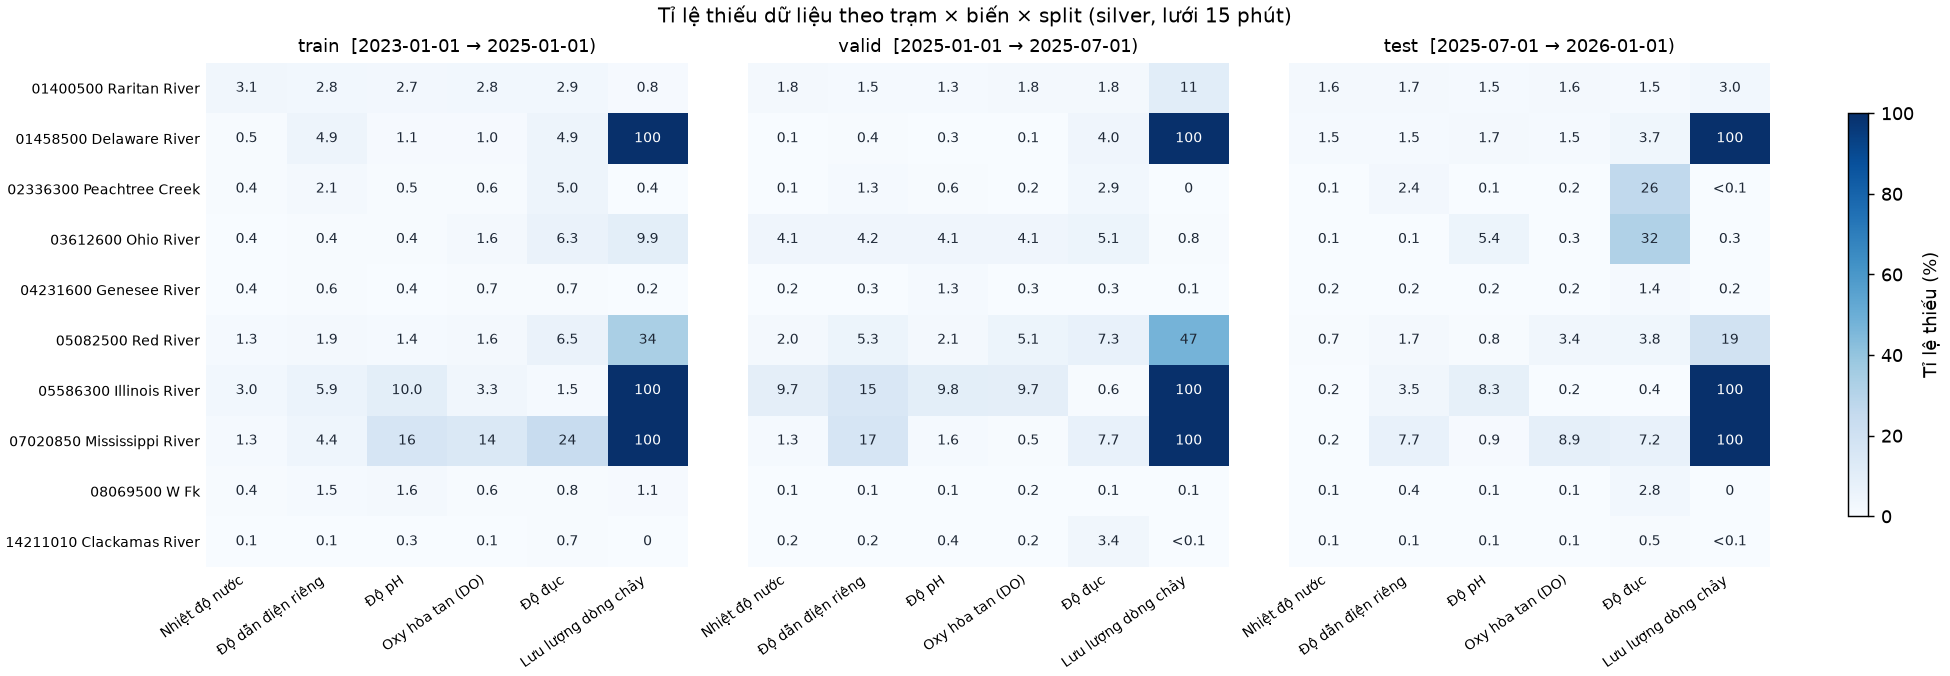 Tỉ lệ thiếu dữ liệu theo trạm × biến × split (silver, lưới 15 phút)
train [2023-01-01 → 2025-01-01)
valid [2025-01-01 → 2025-07-01)
test [2025-07-01 → 2026-01-01)
01400500 Raritan River 3.1 2.8 2.7 2.8 2.9 0.8 1.8 1.5 1.3 1.8 1.8 11 1.6 1.7 1.5 1.6 1.5 3.0
01458500 Delaware River 0.5 4.9 1.1 1.0 4.9 100 0.1 0.4 0.3 0.1 4.0 100 1.5 1.5 1.7 1.5 3.7 100
02336300 Peachtree Creek 0.4 2.1 0.5 0.6 5.0 0.4 0.1 1.3 0.6 0.2 2.9 0 0.1 2.4 0.1 0.2 26 <0.1
03612600 Ohio River 0.4 0.4 0.4 1.6 6.3 9.9 4.1 4.2 4.1 4.1 5.1 0.8 0.1 0.1 5.4 0.3 32 0.3
04231600 Genesee River 0.4 0.6 0.4 0.7 0.7 0.2 0.2 0.3 1.3 0.3 0.3 0.1 0.2 0.2 0.2 0.2 1.4 0.2
05082500 Red River 1.3 1.9 1.4 1.6 6.5 34 2.0 5.3 2.1 5.1 7.3 47 0.7 1.7 0.8 3.4 3.8 19
05586300 Illinois River 3.0 5.9 10.0 3.3 1.5 100 9.7 15 9.8 9.7 0.6 100 0.2 3.5 8.3 0.2 0.4 100
07020850 Mississippi River 1.3 4.4 16 14 24 100 1.3 17 1.6 0.5 7.7 100 0.2 7.7 0.9 8.9 7.2 100
08069500 W Fk 0.4 1.5 1.6 0.6 0.8 1.1 0.1 0.1 0.1 0.2 0.1 0.1 0.1 0.4 0.1 0.1 2.8 0
14211010 Clackamas River 0.1 0.1 0.3 0.1 0.7 0 0.2 0.2 0.4 0.2 3.4 <0.1 0.1 0.1 0.1 0.1 0.5 <0.1
Nhiệt độ nước
Độ dẫn điện riêng
Độ pH
Oxy hòa tan (DO)
Độ đục
Lưu lượng dòng chảy
Nhiệt độ nước
Độ dẫn điện riêng
Độ pH
Oxy hòa tan (DO)
Độ đục
Lưu lượng dòng chảy
Nhiệt độ nước
Độ dẫn điện riêng
Độ pH
Oxy hòa tan (DO)
Độ đục
Lưu lượng dòng chảy
100
80
60
40
20
0
Tỉ lệ thiếu (%)